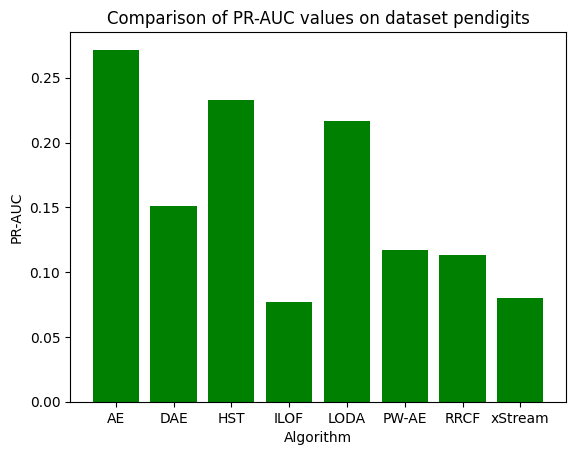 Comparison of PR-AUC values on dataset pendigits
0.25
0.20
0.15
0.10
0.05
0.00
PR-AUC
AE DAE HST ILOF LODA PW-AE RRCF xStream
Algorithm